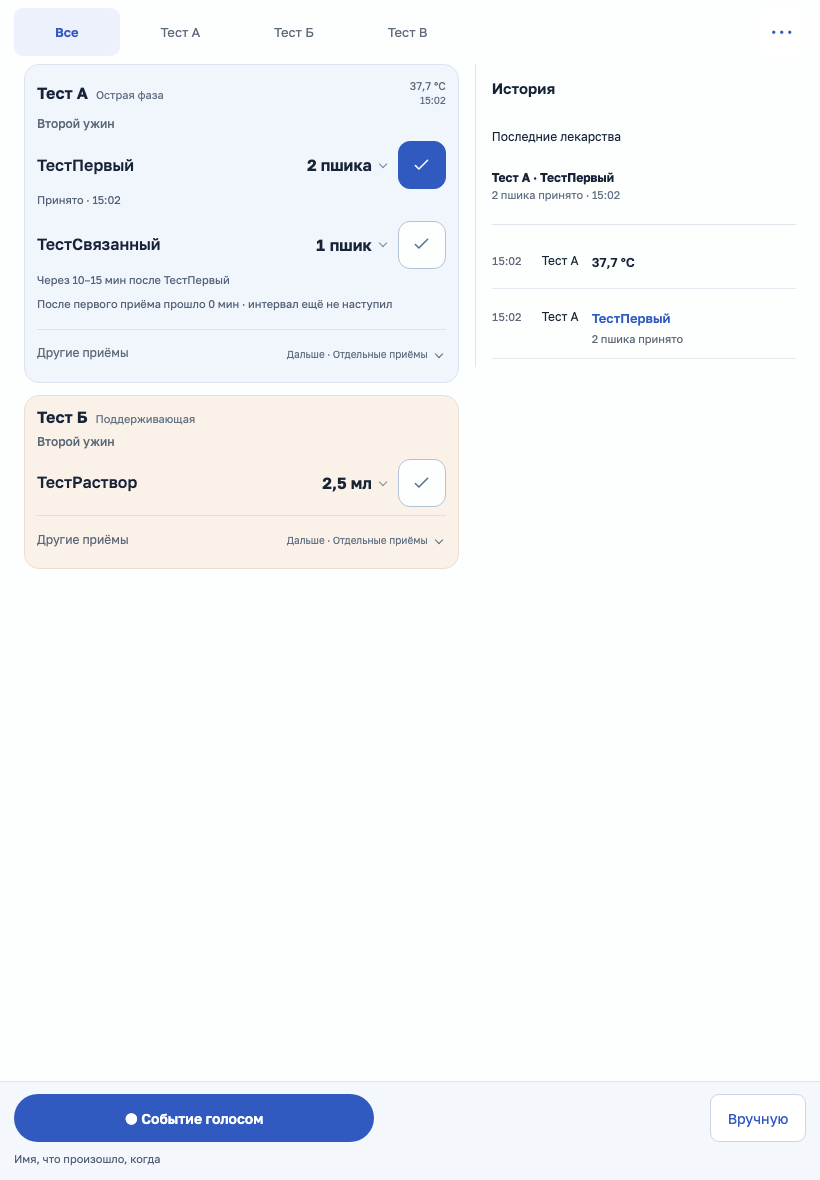 Все
Тест А
Тест Б
Тест В
Тест А Острая фаза
37,7 °C
15:02
Второй ужин
ТестПервый
2 пшика
Принято · 15:02
ТестСвязанный
1 пшик
Через 10–15 мин после ТестПервый
После первого приёма прошло 0 мин · интервал ещё не наступил
Другие приёмы
Дальше · Отдельные приёмы
Тест Б Поддерживающая
Второй ужин
ТестРаствор
2,5 мл
Другие приёмы
Дальше · Отдельные приёмы
История
Последние лекарства
Тест А · ТестПервый
2 пшика принято · 15:02
15:02 Тест А 37,7 °C
15:02 Тест А ТестПервый
2 пшика принято
Событие голосом
Вручную
Имя, что произошло, когда